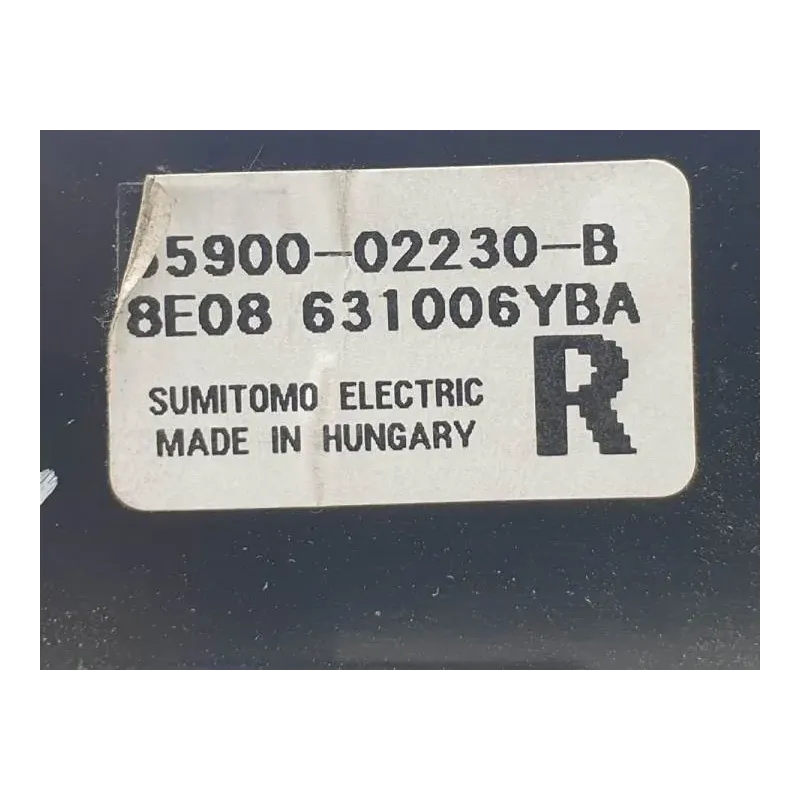 5900-02230-B
8E08 631006YBA
SUMITOMO ELECTRIC
MADE IN HUNGARY
R